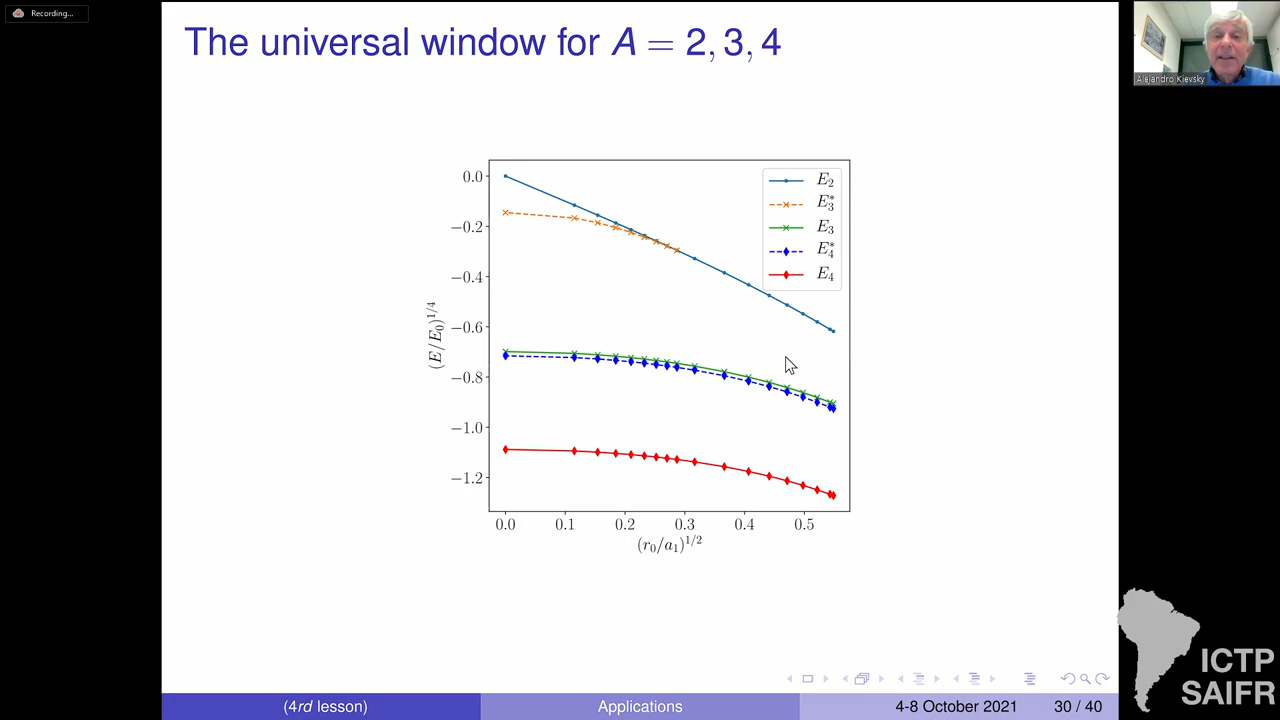 Recording...
The universal window for A = 2, 3, 4
Alejandro Kievsky
0.0
−0.2
−0.4
−0.6
−0.8
−1.0
−1.2
(E/E₀)^{1/4}
E₂
E₃*
E₃
E₄*
E₄
0.0 0.1 0.2 0.3 0.4 0.5
(r₀/a₁)^{1/2}
ICTP
SAIFR
(4rd lesson) Applications 4-8 October 2021 30 / 40